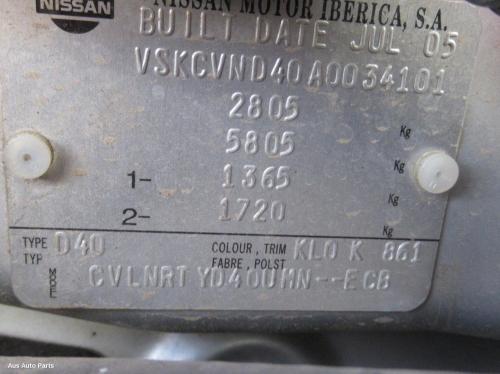 NISSAN
NISSAN MOTOR IBERICA, S.A.
BUILT DATE JUL 05
VSKCVND40A0034101
2805 Kg
5805 Kg
1- 1365 Kg
2- 1720 Kg
TYPE D40 COLOUR, TRIM KL0 K 861
TYP FABRE, POLST
MODEL CVLNRT YD40UMN--ECB
Aus Auto Parts